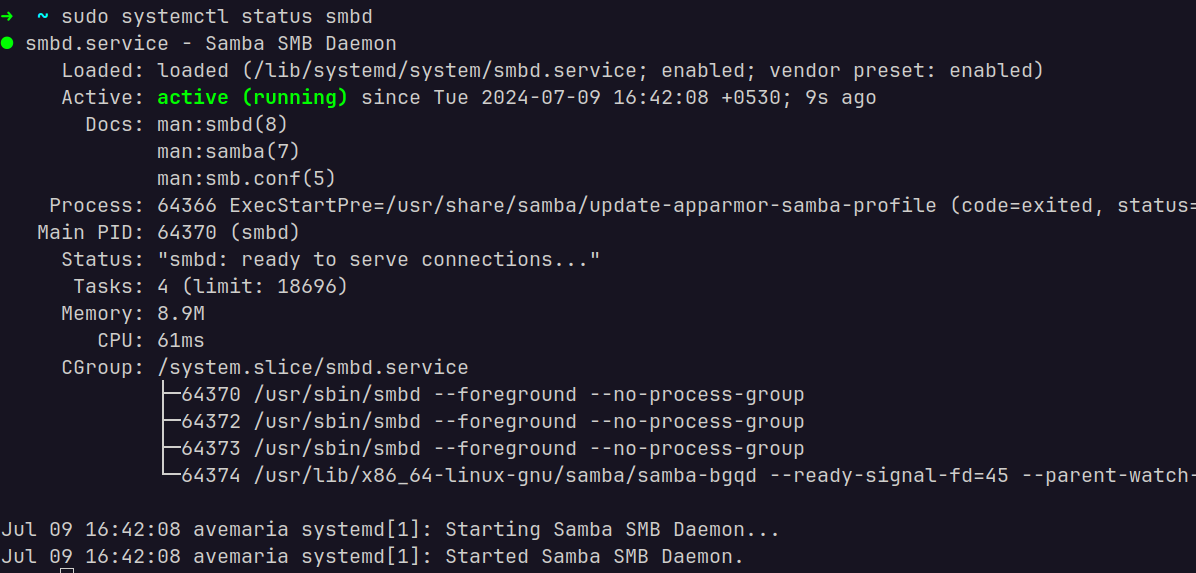 ➜  ~ sudo systemctl status smbd
● smbd.service - Samba SMB Daemon
     Loaded: loaded (/lib/systemd/system/smbd.service; enabled; vendor preset: enabled)
     Active: active (running) since Tue 2024-07-09 16:42:08 +0530; 9s ago
       Docs: man:smbd(8)
             man:samba(7)
             man:smb.conf(5)
    Process: 64366 ExecStartPre=/usr/share/samba/update-apparmor-samba-profile (code=exited, status=
   Main PID: 64370 (smbd)
     Status: "smbd: ready to serve connections..."
      Tasks: 4 (limit: 18696)
     Memory: 8.9M
        CPU: 61ms
     CGroup: /system.slice/smbd.service
             ├─64370 /usr/sbin/smbd --foreground --no-process-group
             ├─64372 /usr/sbin/smbd --foreground --no-process-group
             ├─64373 /usr/sbin/smbd --foreground --no-process-group
             └─64374 /usr/lib/x86_64-linux-gnu/samba/samba-bgqd --ready-signal-fd=45 --parent-watch-
Jul 09 16:42:08 avemaria systemd[1]: Starting Samba SMB Daemon...
Jul 09 16:42:08 avemaria systemd[1]: Started Samba SMB Daemon.